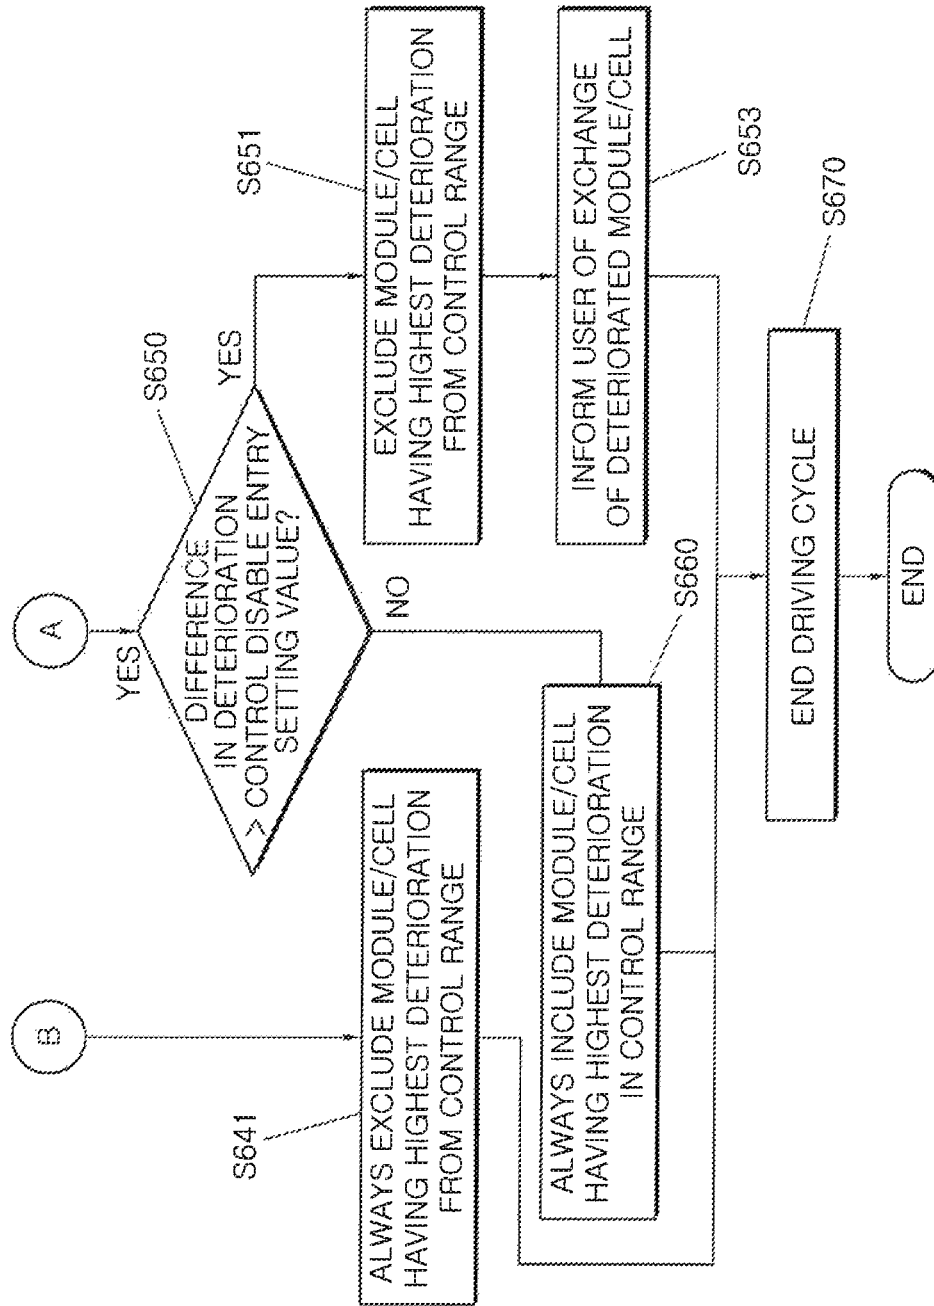 B
A
YES
DIFFERENCE
IN DETERIORATION
> CONTROL DISABLE ENTRY
SETTING VALUE?
S650
YES
NO
S641
ALWAYS EXCLUDE MODULE/CELL
HAVING HIGHEST DETERIORATION
FROM CONTROL RANGE
S651
EXCLUDE MODULE/CELL
HAVING HIGHEST DETERIORATION
FROM CONTROL RANGE
ALWAYS INCLUDE MODULE/CELL
HAVING HIGHEST DETERIORATION
IN CONTROL RANGE
S660
INFORM USER OF EXCHANGE
OF DETERIORATED MODULE/CELL
S653
END DRIVING CYCLE
S670
END